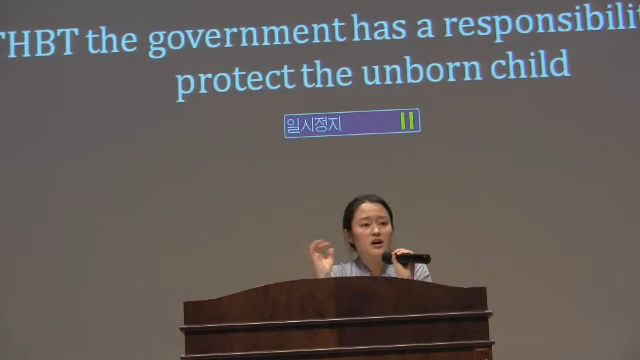 THBT the government has a responsibili
protect the unborn child
일시정지